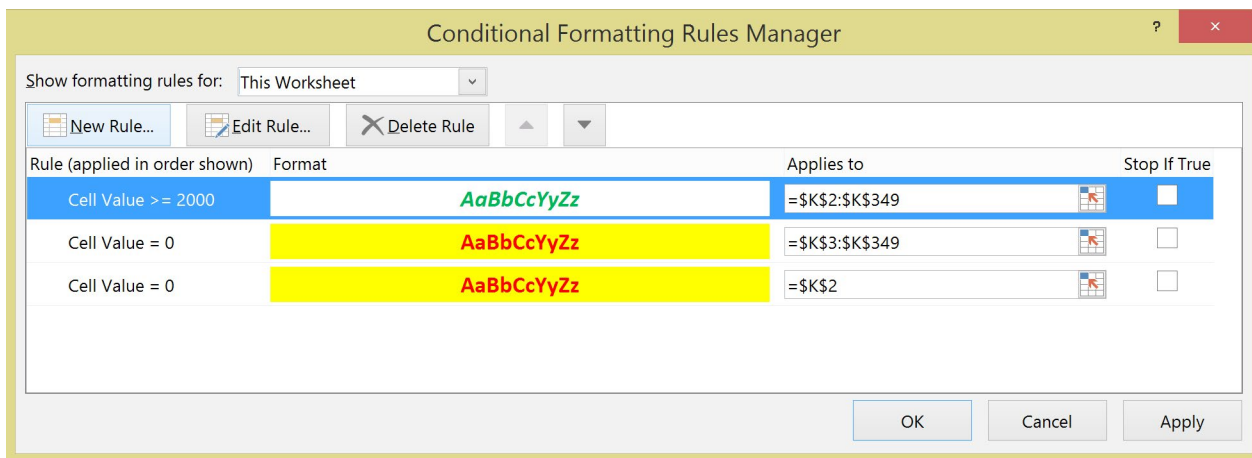 Conditional Formatting Rules Manager ? ×
Show formatting rules for: This Worksheet
New Rule... Edit Rule... Delete Rule
Rule (applied in order shown) Format Applies to Stop If True
Cell Value >= 2000 AaBbCcYyZz =$K$2:$K$349
Cell Value = 0 AaBbCcYyZz =$K$3:$K$349
Cell Value = 0 AaBbCcYyZz =$K$2
OK Cancel Apply